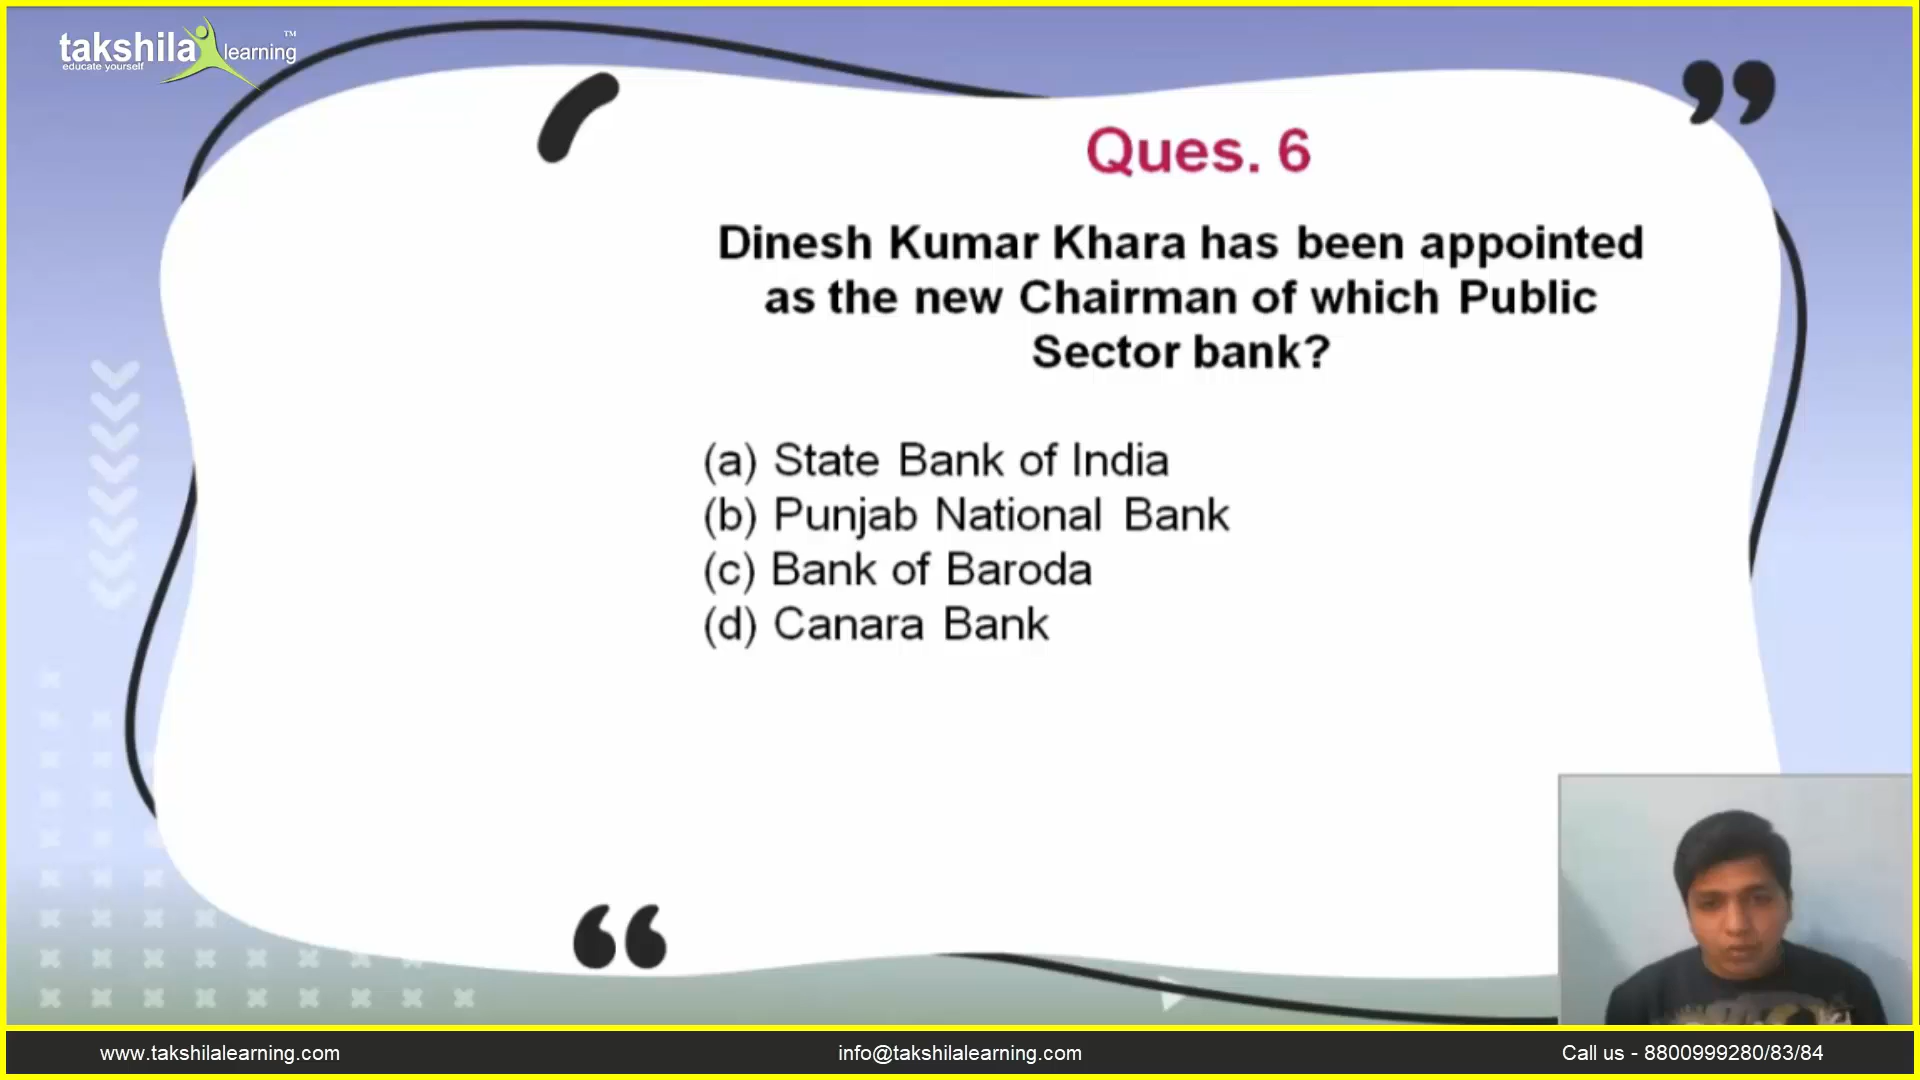 takshila learning ™
educate yourself
Ques. 6
Dinesh Kumar Khara has been appointed
as the new Chairman of which Public
Sector bank?
(a) State Bank of India
(b) Punjab National Bank
(c) Bank of Baroda
(d) Canara Bank
www.takshilalearning.com
info@takshilalearning.com
Call us - 8800999280/83/84